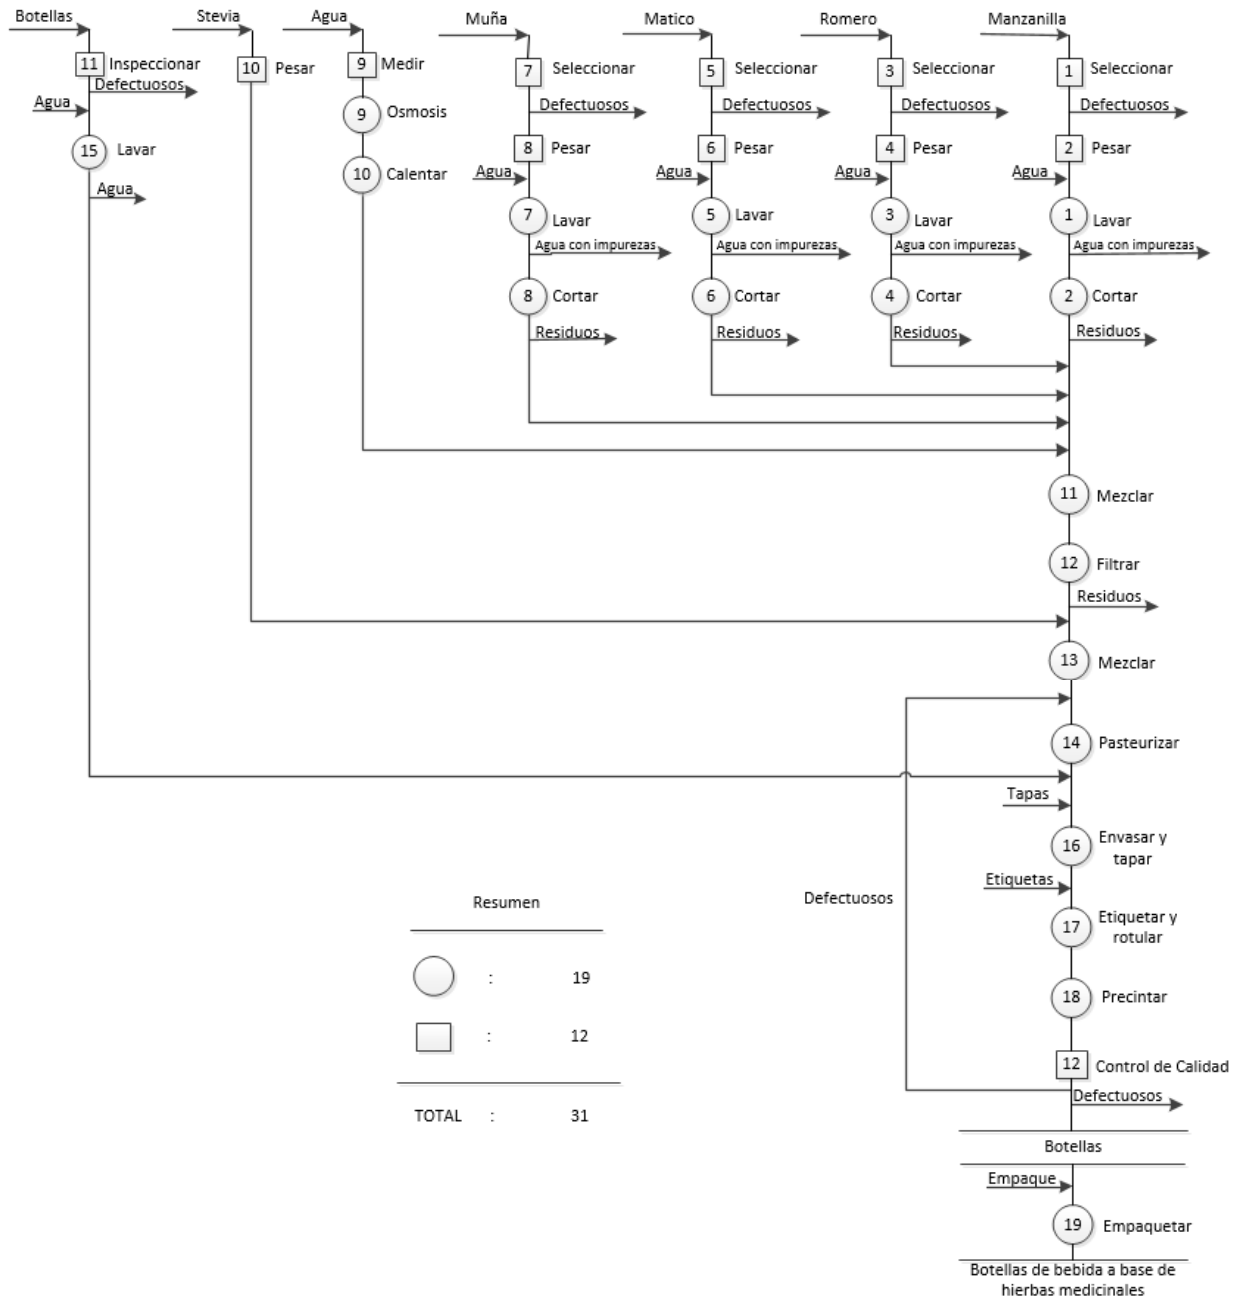 Botellas
Stevia
Agua
Muña
Matico
Romero
Manzanilla
11 Inspeccionar
10 Pesar
9 Medir
7 Seleccionar
5 Seleccionar
3 Seleccionar
1 Seleccionar
Defectuosos
Agua
9 Osmosis
Defectuosos
Defectuosos
Defectuosos
Defectuosos
15 Lavar
8 Pesar
6 Pesar
4 Pesar
2 Pesar
Agua
10 Calentar
Agua
Agua
Agua
Agua
7 Lavar
5 Lavar
3 Lavar
1 Lavar
Agua con impurezas
Agua con impurezas
Agua con impurezas
Agua con impurezas
8 Cortar
6 Cortar
4 Cortar
2 Cortar
Residuos
Residuos
Residuos
Residuos
11 Mezclar
12 Filtrar
Residuos
13 Mezclar
14 Pasteurizar
Tapas
16 Envasar y
tapar
Etiquetas
Defectuosos
17 Etiquetar y
rotular
18 Precintar
12 Control de Calidad
Defectuosos
Botellas
Empaque
19 Empaquetar
Botellas de bebida a base de
hierbas medicinales
Resumen
: 19
: 12
TOTAL : 31